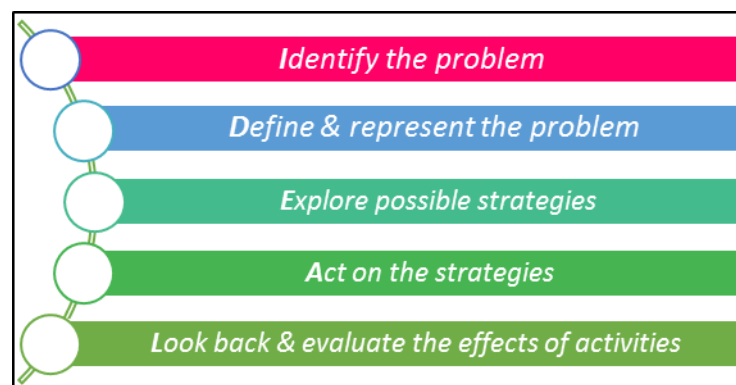 Identify the problem
Define & represent the problem
Explore possible strategies
Act on the strategies
Look back & evaluate the effects of activities